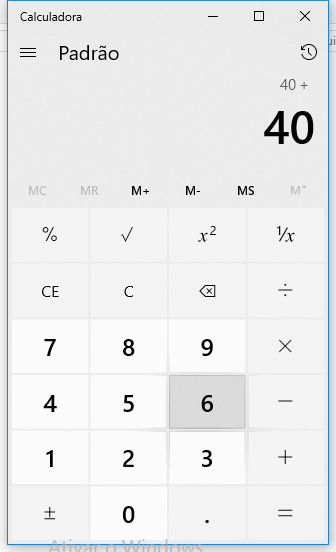 Calculadora
Padrão
40 +
40
MC MR M+ M- MS M˅
% √ x² ¹/x
CE C ÷
7 8 9 ×
4 5 6 −
1 2 3 +
± 0 . =
Ativar o Windows